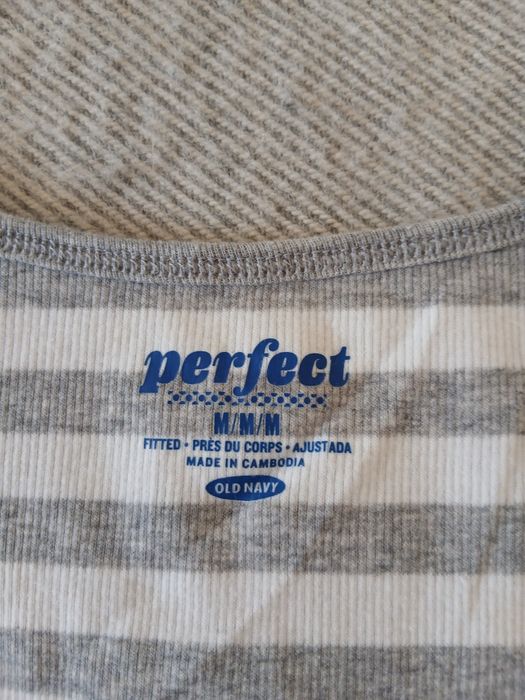 perfect
M/M/M
FITTED • PRÈS DU CORPS • AJUSTADA
MADE IN CAMBODIA
OLD NAVY